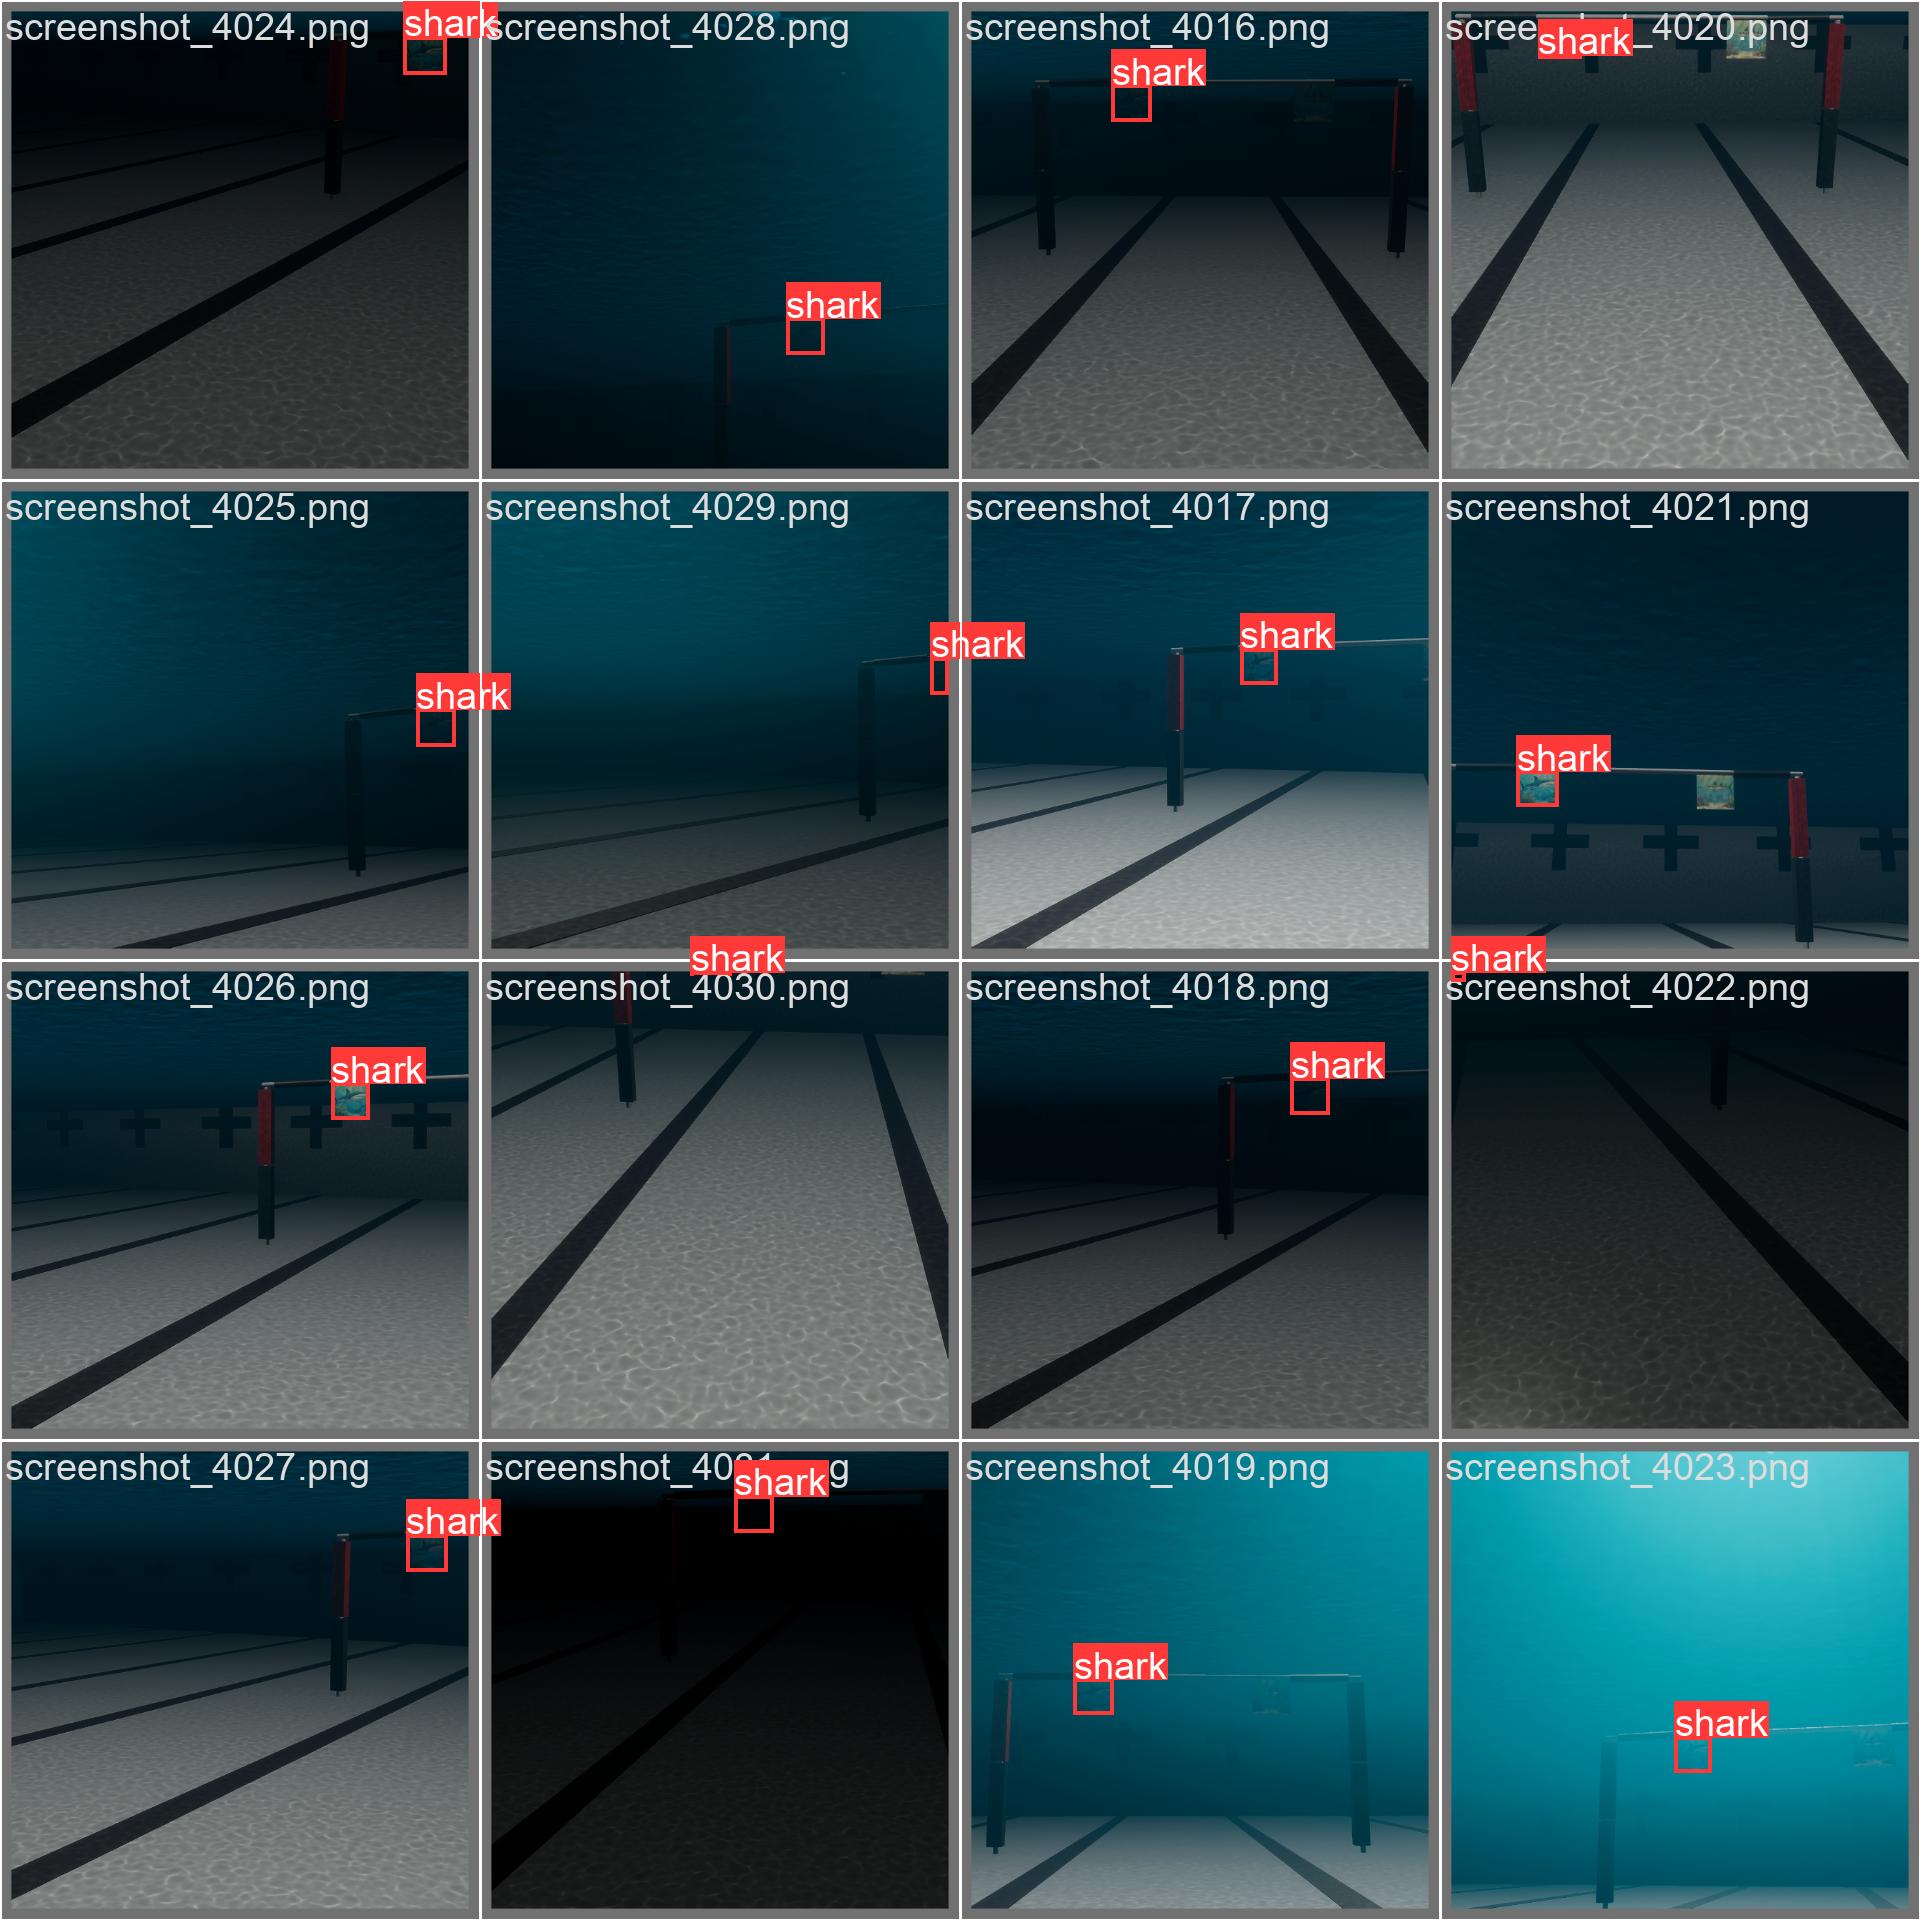 screenshot_4024.png
shark
screenshot_4028.png
shark
screenshot_4016.png
shark
screenshot_4020.png
shark
screenshot_4025.png
shark
screenshot_4029.png
shark
screenshot_4017.png
shark
screenshot_4021.png
shark
screenshot_4026.png
shark
screenshot_4030.png
shark
screenshot_4018.png
shark
screenshot_4022.png
shark
screenshot_4027.png
shark
shark
screenshot_4019.png
shark
screenshot_4023.png
shark